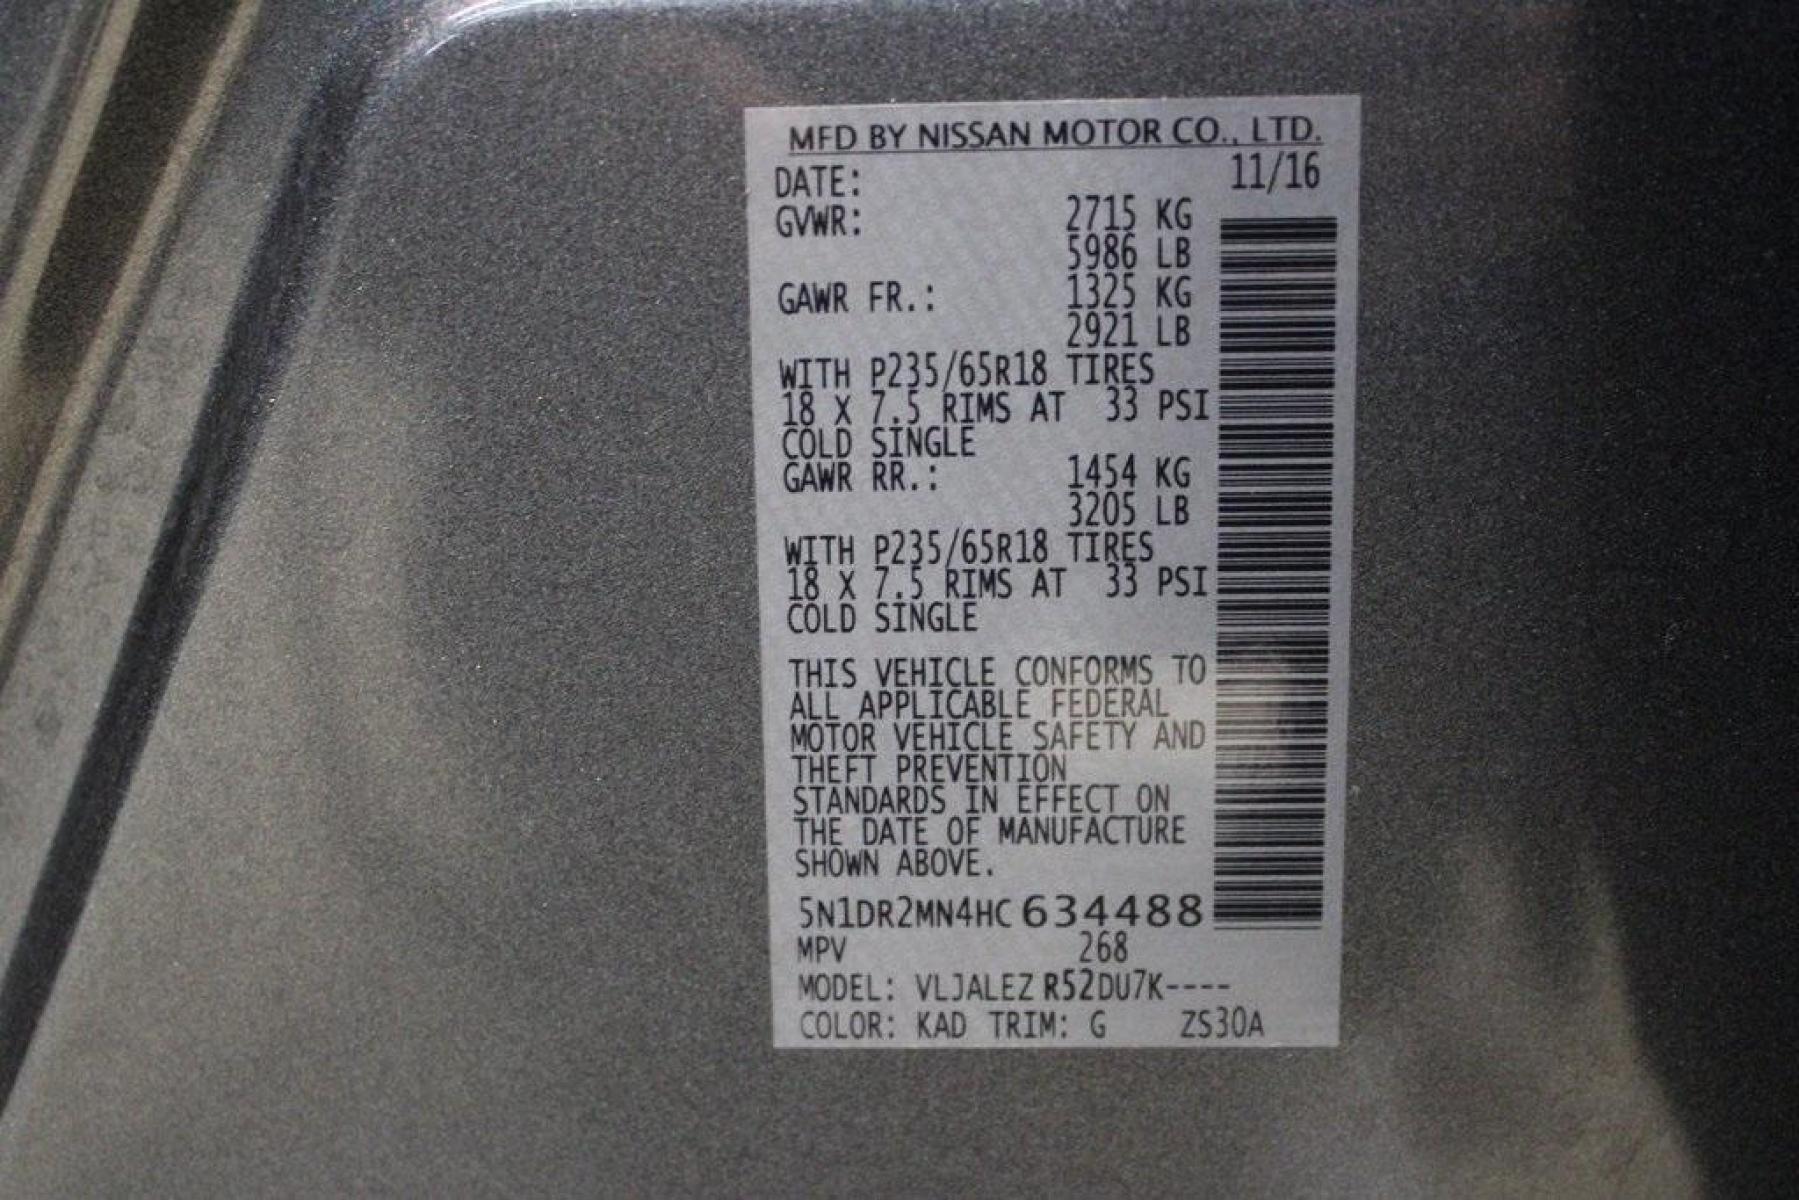 MFD BY NISSAN MOTOR CO., LTD.
DATE: 11/16
GVWR: 2715 KG
5986 LB
GAWR FR.: 1325 KG
2921 LB
WITH P235/65R18 TIRES
18 X 7.5 RIMS AT 33 PSI
COLD SINGLE
GAWR RR.: 1454 KG
3205 LB
WITH P235/65R18 TIRES
18 X 7.5 RIMS AT 33 PSI
COLD SINGLE
THIS VEHICLE CONFORMS TO
ALL APPLICABLE FEDERAL
MOTOR VEHICLE SAFETY AND
THEFT PREVENTION
STANDARDS IN EFFECT ON
THE DATE OF MANUFACTURE
SHOWN ABOVE.
5N1DR2MN4HC634488
MPV 268
MODEL: VLJALEZR52DU7K----
COLOR: KAD TRIM: G ZS30A